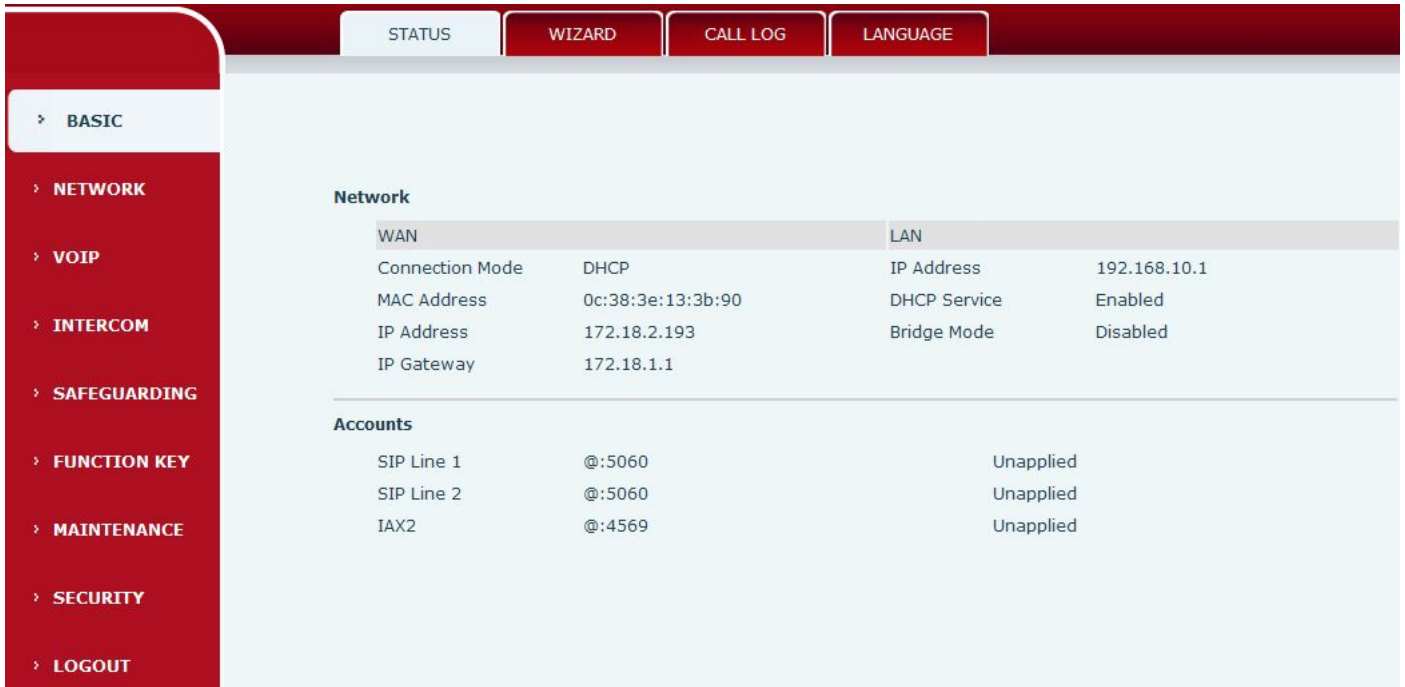 STATUS WIZARD CALL LOG LANGUAGE
BASIC
NETWORK
VOIP
INTERCOM
SAFEGUARDING
FUNCTION KEY
MAINTENANCE
SECURITY
LOGOUT
Network
WAN LAN
Connection Mode DHCP IP Address 192.168.10.1
MAC Address 0c:38:3e:13:3b:90 DHCP Service Enabled
IP Address 172.18.2.193 Bridge Mode Disabled
IP Gateway 172.18.1.1
Accounts
SIP Line 1 @:5060 Unapplied
SIP Line 2 @:5060 Unapplied
IAX2 @:4569 Unapplied